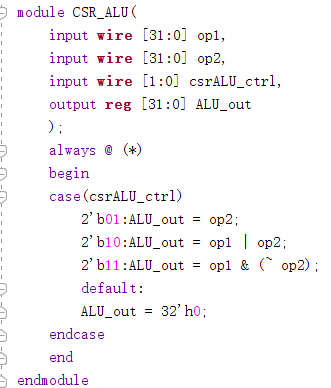 module CSR_ALU(
input wire [31:0] op1,
input wire [31:0] op2,
input wire [1:0] csrALU_ctrl,
output reg [31:0] ALU_out
);
always @ (*)
begin
case(csrALU_ctrl)
2'b01:ALU_out = op2;
2'b10:ALU_out = op1 | op2;
2'b11:ALU_out = op1 & (~ op2);
default:
ALU_out = 32'h0;
endcase
end
endmodule